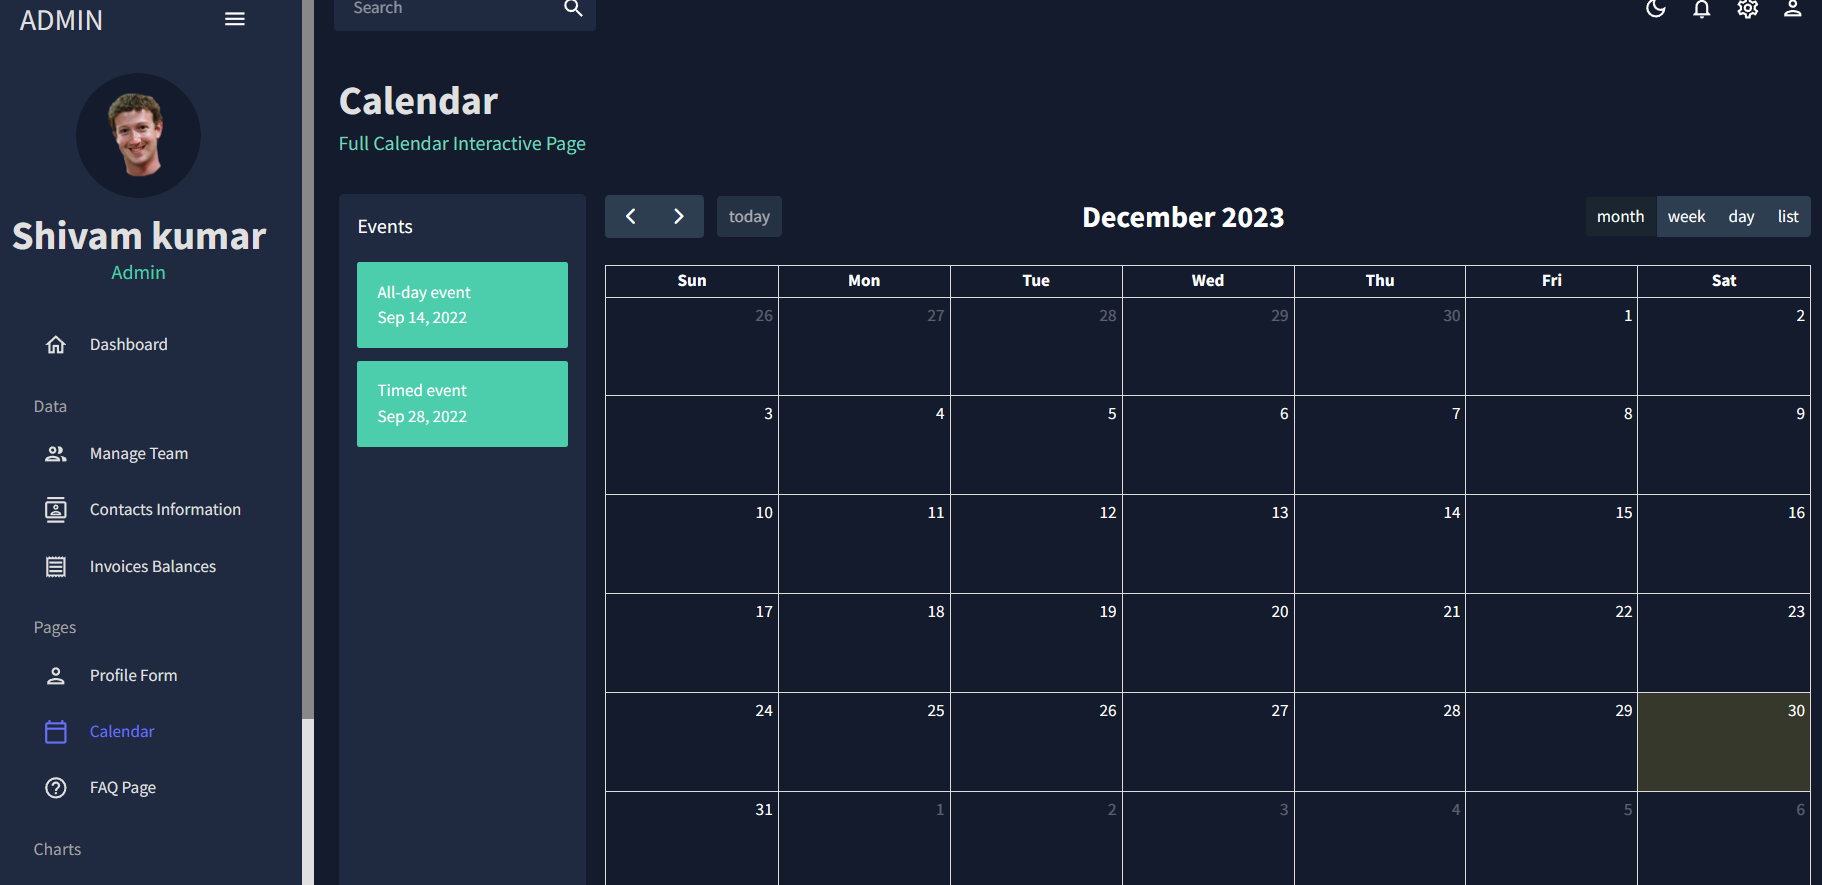 ADMIN
Shivam kumar
Admin
Dashboard
Data
Manage Team
Contacts Information
Invoices Balances
Pages
Profile Form
Calendar
FAQ Page
Charts
Search
Calendar
Full Calendar Interactive Page
Events
All-day event
Sep 14, 2022
Timed event
Sep 28, 2022
today
December 2023
month week day list
Sun Mon Tue Wed Thu Fri Sat
26 27 28 29 30 1 2
3 4 5 6 7 8 9
10 11 12 13 14 15 16
17 18 19 20 21 22 23
24 25 26 27 28 29 30
31 1 2 3 4 5 6